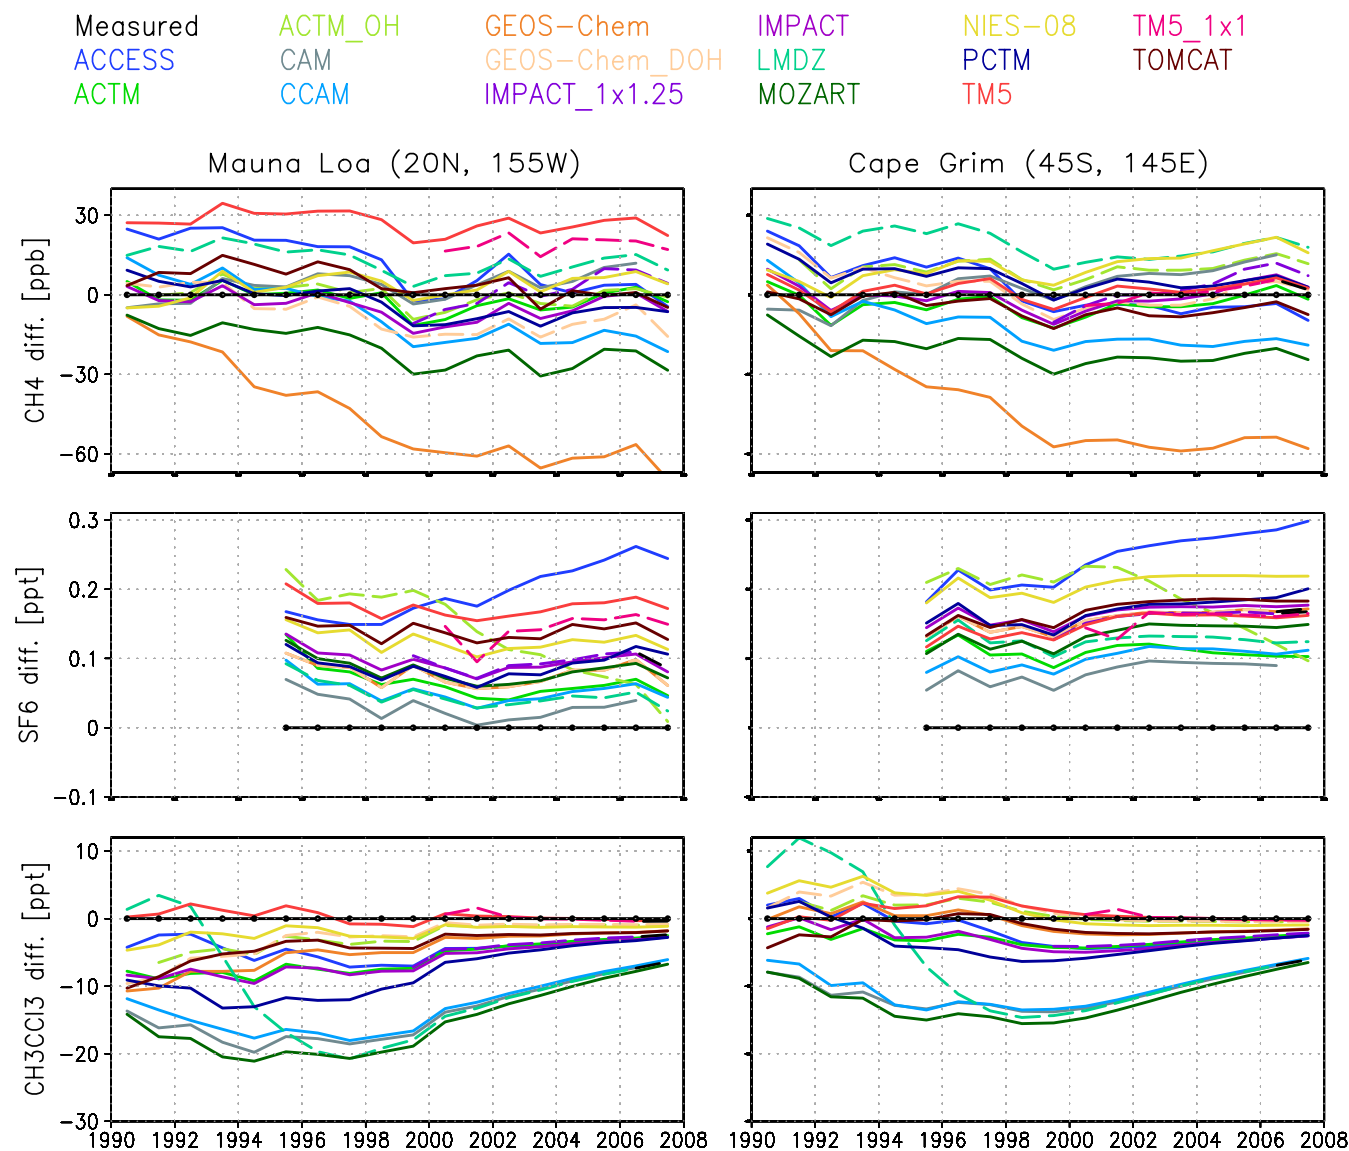 Measured ACTM_OH GEOS-Chem IMPACT NIES-08 TM5_1x1
ACCESS CAM GEOS-Chem_DOH LMDZ PCTM TOMCAT
ACTM CCAM IMPACT_1x1.25 MOZART TM5
Mauna Loa (20N, 155W) Cape Grim (45S, 145E)
CH4 diff. [ppb]
30
0
-30
-60
SF6 diff. [ppt]
0.3
0.2
0.1
0
-0.1
CH3CCl3 diff. [ppt]
10
0
-10
-20
-30
1990 1992 1994 1996 1998 2000 2002 2004 2006 2008 1990 1992 1994 1996 1998 2000 2002 2004 2006 2008